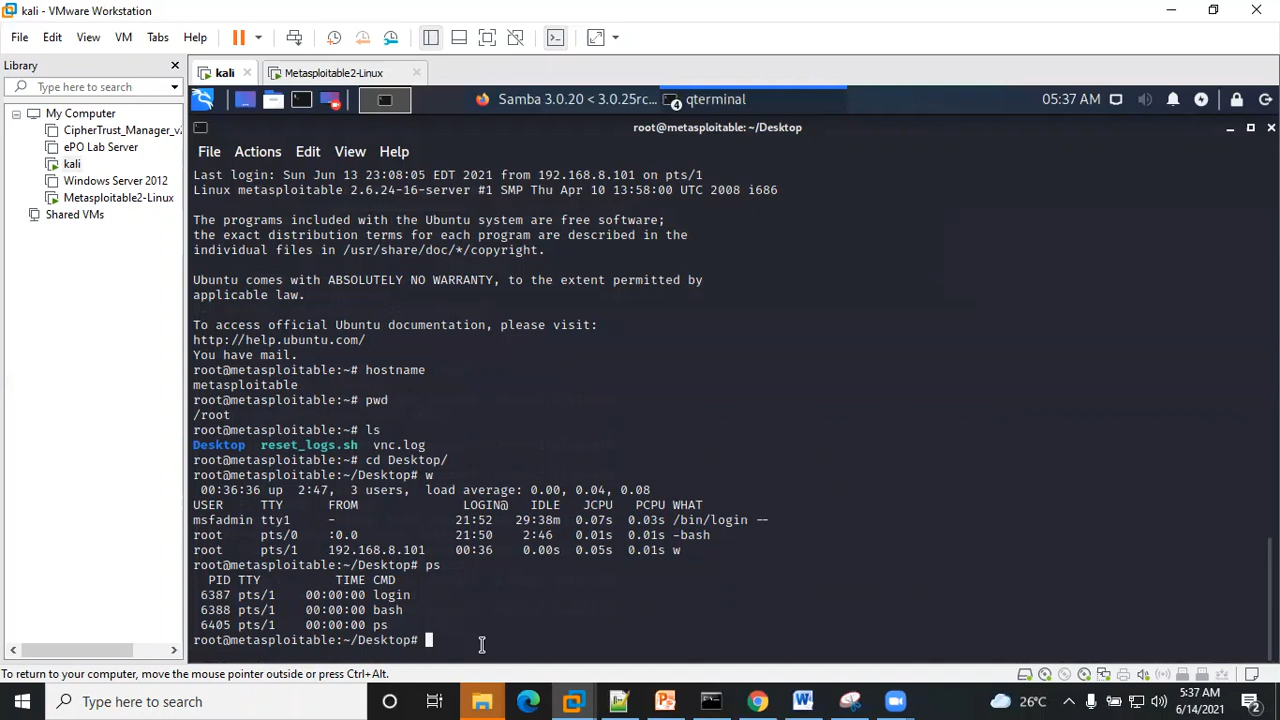 kali - VMware Workstation
File Edit View VM Tabs Help
Library
Type here to search
My Computer
CipherTrust_Manager_v
ePO Lab Server
kali
Windows Server 2012
Metasploitable2-Linux
Shared VMs
kali Metasploitable2-Linux
Samba 3.0.20 < 3.0.25rc... 4 qterminal 05:37 AM
root@metasploitable: ~/Desktop
File Actions Edit View Help
Last login: Sun Jun 13 23:08:05 EDT 2021 from 192.168.8.101 on pts/1
Linux metasploitable 2.6.24-16-server #1 SMP Thu Apr 10 13:58:00 UTC 2008 i686
The programs included with the Ubuntu system are free software;
the exact distribution terms for each program are described in the
individual files in /usr/share/doc/*/copyright.
Ubuntu comes with ABSOLUTELY NO WARRANTY, to the extent permitted by
applicable law.
To access official Ubuntu documentation, please visit:
http://help.ubuntu.com/
You have mail.
root@metasploitable:~# hostname
metasploitable
root@metasploitable:~# pwd
/root
root@metasploitable:~# ls
Desktop reset_logs.sh vnc.log
root@metasploitable:~# cd Desktop/
root@metasploitable:~/Desktop# w
00:36:36 up 2:47, 3 users, load average: 0.00, 0.04, 0.08
USER TTY FROM LOGIN@ IDLE JCPU PCPU WHAT
msfadmin tty1 - 21:52 29:38m 0.07s 0.03s /bin/login --
root pts/0 :0.0 21:50 2:46 0.01s 0.01s -bash
root pts/1 192.168.8.101 00:36 0.00s 0.05s 0.01s w
root@metasploitable:~/Desktop# ps
PID TTY TIME CMD
6387 pts/1 00:00:00 login
6388 pts/1 00:00:00 bash
6405 pts/1 00:00:00 ps
root@metasploitable:~/Desktop#
To return to your computer, move the mouse pointer outside or press Ctrl+Alt.
Type here to search
26°C
5:37 AM
6/14/2021
2